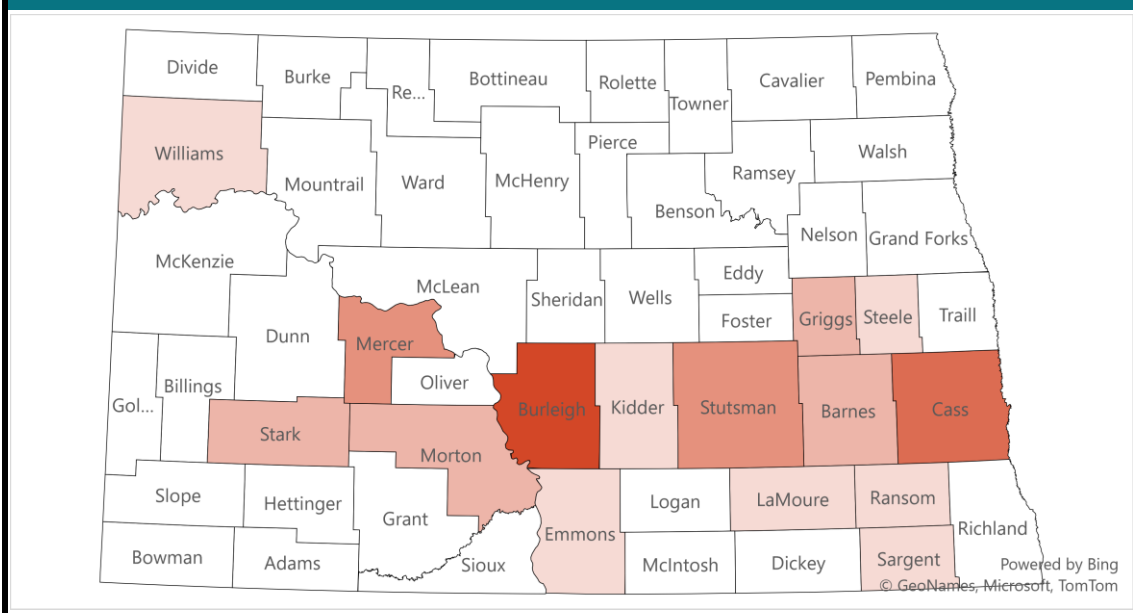 Divide
Burke
Re...
Bottineau
Rolette
Towner
Cavalier
Pembina
Williams
Mountrail
Ward
McHenry
Pierce
Benson
Ramsey
Walsh
Nelson
Grand Forks
McKenzie
McLean
Sheridan
Wells
Eddy
Foster
Griggs
Steele
Traill
Dunn
Mercer
Oliver
Gol...
Billings
Burleigh
Kidder
Stutsman
Barnes
Cass
Stark
Morton
Slope
Hettinger
Grant
Logan
LaMoure
Ransom
Richland
Emmons
Bowman
Adams
Sioux
McIntosh
Dickey
Sargent
Powered by Bing
© GeoNames, Microsoft, TomTom